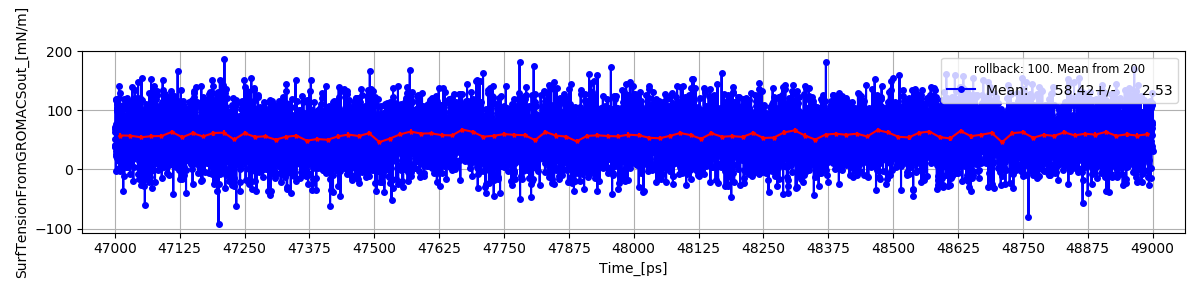 SurfTensionFromGROMACSout_[mN/m]
200
100
0
−100
rollback: 100. Mean from 200
Mean: 58.42+/- 2.53
47000 47125 47250 47375 47500 47625 47750 47875 48000 48125 48250 48375 48500 48625 48750 48875 49000
Time_[ps]